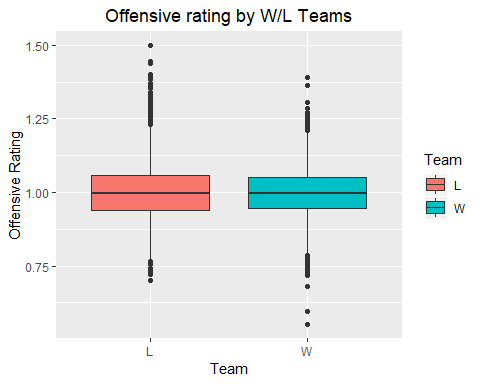 Offensive rating by W/L Teams
Offensive Rating
1.50
1.25
1.00
0.75
L
W
Team
Team
L
W